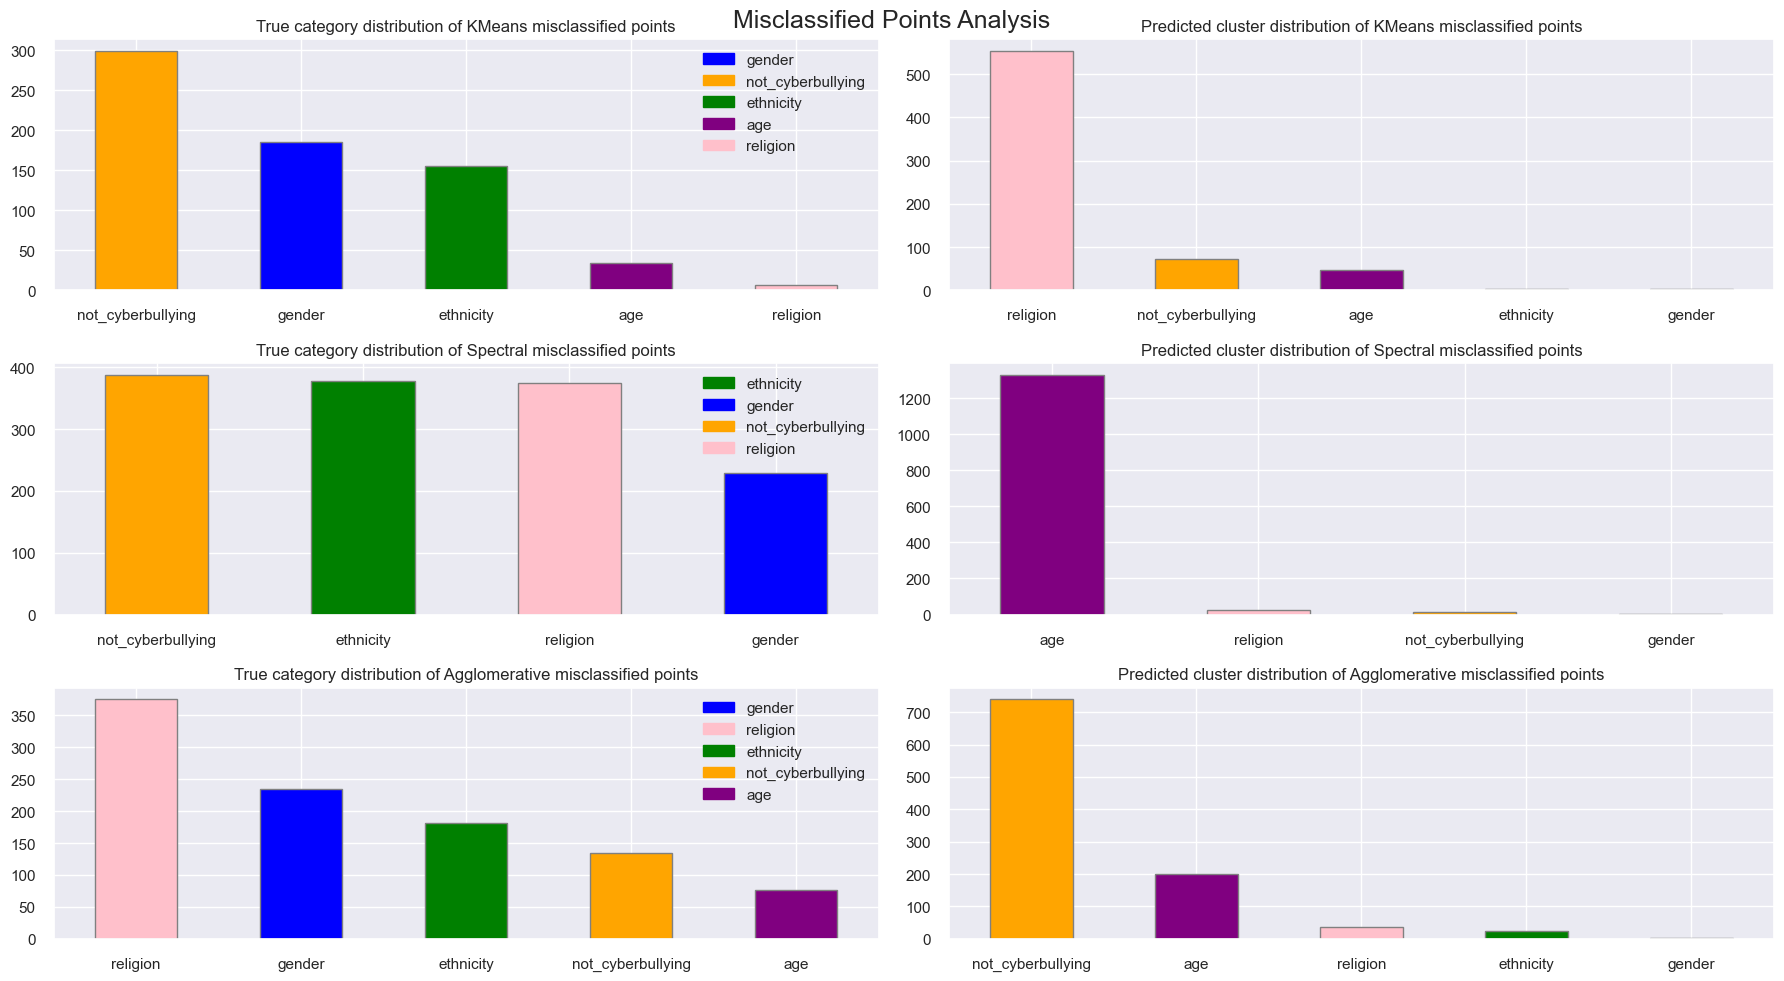 Misclassified Points Analysis
True category distribution of KMeans misclassified points
300
250
200
150
100
50
0
not_cyberbullying gender ethnicity age religion
gender
not_cyberbullying
ethnicity
age
religion
Predicted cluster distribution of KMeans misclassified points
500
400
300
200
100
0
religion not_cyberbullying age ethnicity gender
True category distribution of Spectral misclassified points
400
300
200
100
0
not_cyberbullying ethnicity religion gender
ethnicity
gender
not_cyberbullying
religion
Predicted cluster distribution of Spectral misclassified points
1200
1000
800
600
400
200
0
age religion not_cyberbullying gender
True category distribution of Agglomerative misclassified points
350
300
250
200
150
100
50
0
religion gender ethnicity not_cyberbullying age
gender
religion
ethnicity
not_cyberbullying
age
Predicted cluster distribution of Agglomerative misclassified points
700
600
500
400
300
200
100
0
not_cyberbullying age religion ethnicity gender